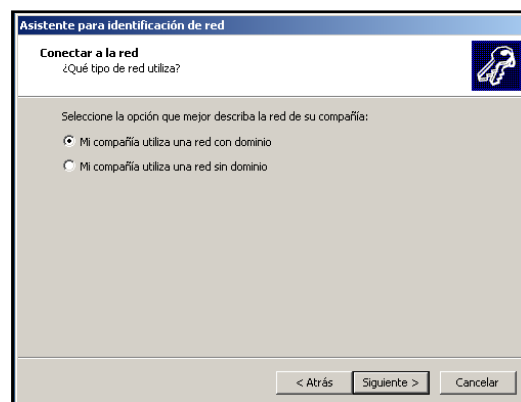 Asistente para identificación de red
Conectar a la red
¿Qué tipo de red utiliza?
Seleccione la opción que mejor describa la red de su compañía:
Mi compañía utiliza una red con dominio
Mi compañía utiliza una red sin dominio
< Atrás Siguiente > Cancelar